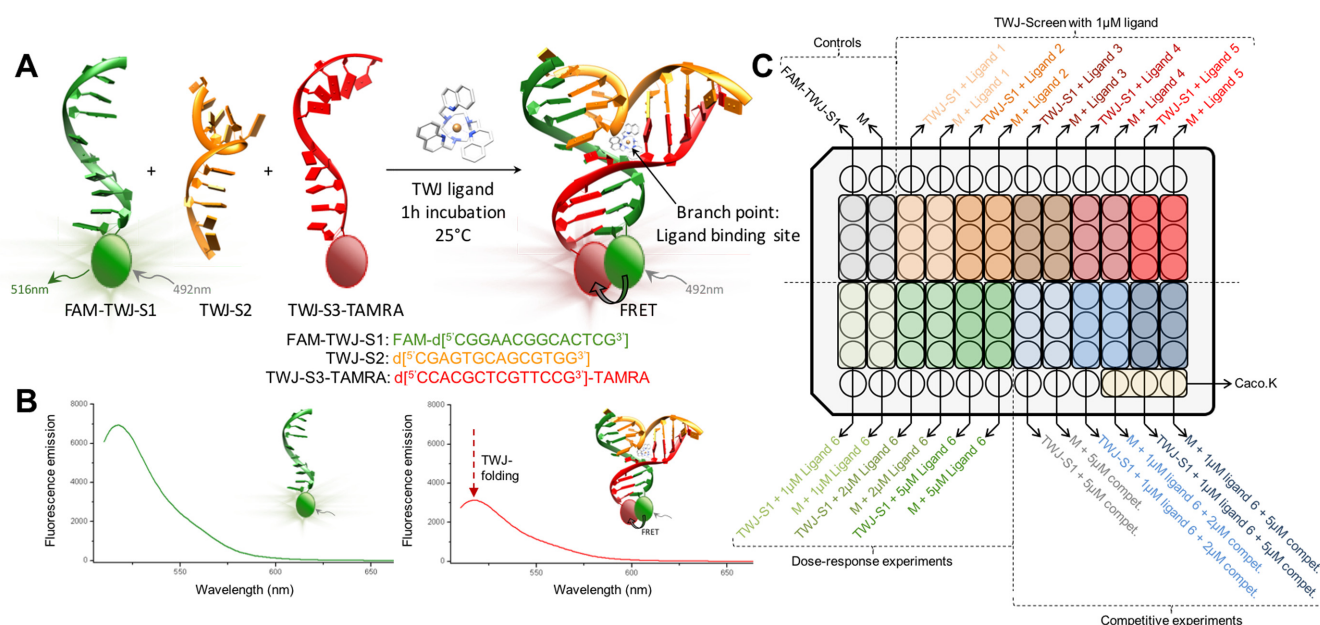 A
+
+
516nm
492nm
FAM-TWJ-S1
TWJ-S2
TWJ-S3-TAMRA
TWJ ligand
1h incubation
25°C
Branch point:
Ligand binding site
492nm
FRET
FAM-TWJ-S1: FAM-d[5'CGGAACGGCACTCG3']
TWJ-S2: d[5'CGAGTGCAGCGTGG3']
TWJ-S3-TAMRA: d[5'CCACGCTCGTTCCG3']-TAMRA
B
Fluorescence emission
8000
6000
4000
2000
0
550
600
650
Wavelength (nm)
Fluorescence emission
8000
6000
4000
2000
0
TWJ-
folding
FRET
550
600
650
Wavelength (nm)
C
TWJ-Screen with 1µM ligand
Controls
FAM-TWJ-S1
M
TWJ-S1 + Ligand 1
M + Ligand 1
TWJ-S1 + Ligand 2
M + Ligand 2
TWJ-S1 + Ligand 3
M + Ligand 3
TWJ-S1 + Ligand 4
M + Ligand 4
TWJ-S1 + Ligand 5
M + Ligand 5
Caco.K
TWJ-S1 + 1µM Ligand 6
M + 1µM Ligand 6
TWJ-S1 + 2µM Ligand 6
M + 2µM Ligand 6
TWJ-S1 + 5µM Ligand 6
M + 5µM Ligand 6
TWJ-S1 + 5µM compet.
M + 5µM compet.
TWJ-S1 + 1µM ligand 6 + 2µM compet.
M + 1µM ligand 6 + 2µM compet.
TWJ-S1 + 1µM ligand 6 + 5µM compet.
M + 1µM ligand 6 + 5µM compet.
Dose-response experiments
Competitive experiments